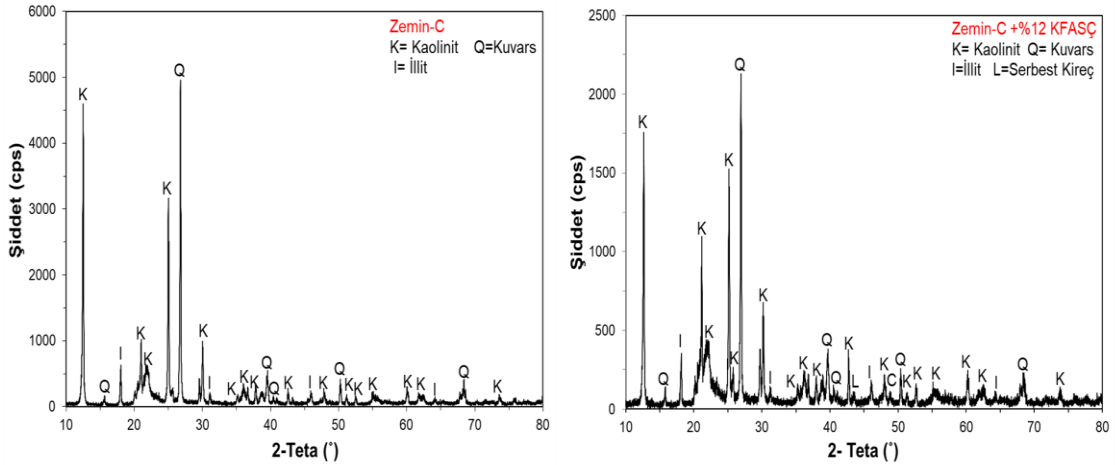 Zemin-C
K= Kaolinit Q=Kuvars
I= İllit
Şiddet (cps)
6000
5000
4000
3000
2000
1000
0
K
Q
I
K
K
K
Q
K
I
K
K
K
Q
Q
K
I
K
Q
K
K
K
K
K
I
Q
K
10 20 30 40 50 60 70 80
2-Teta (˚)
Zemin-C +%12 KFASÇ
K= Kaolinit Q= Kuvars
I=İllit L=Serbest Kireç
Şiddet (cps)
2500
2000
1500
1000
500
0
K
Q
I
K
K
K
K
Q
K
I
K
K
K
Q
Q
K
L
I
K
C
Q
K
K
K
K
K
I
Q
K
10 20 30 40 50 60 70 80
2- Teta (˚)